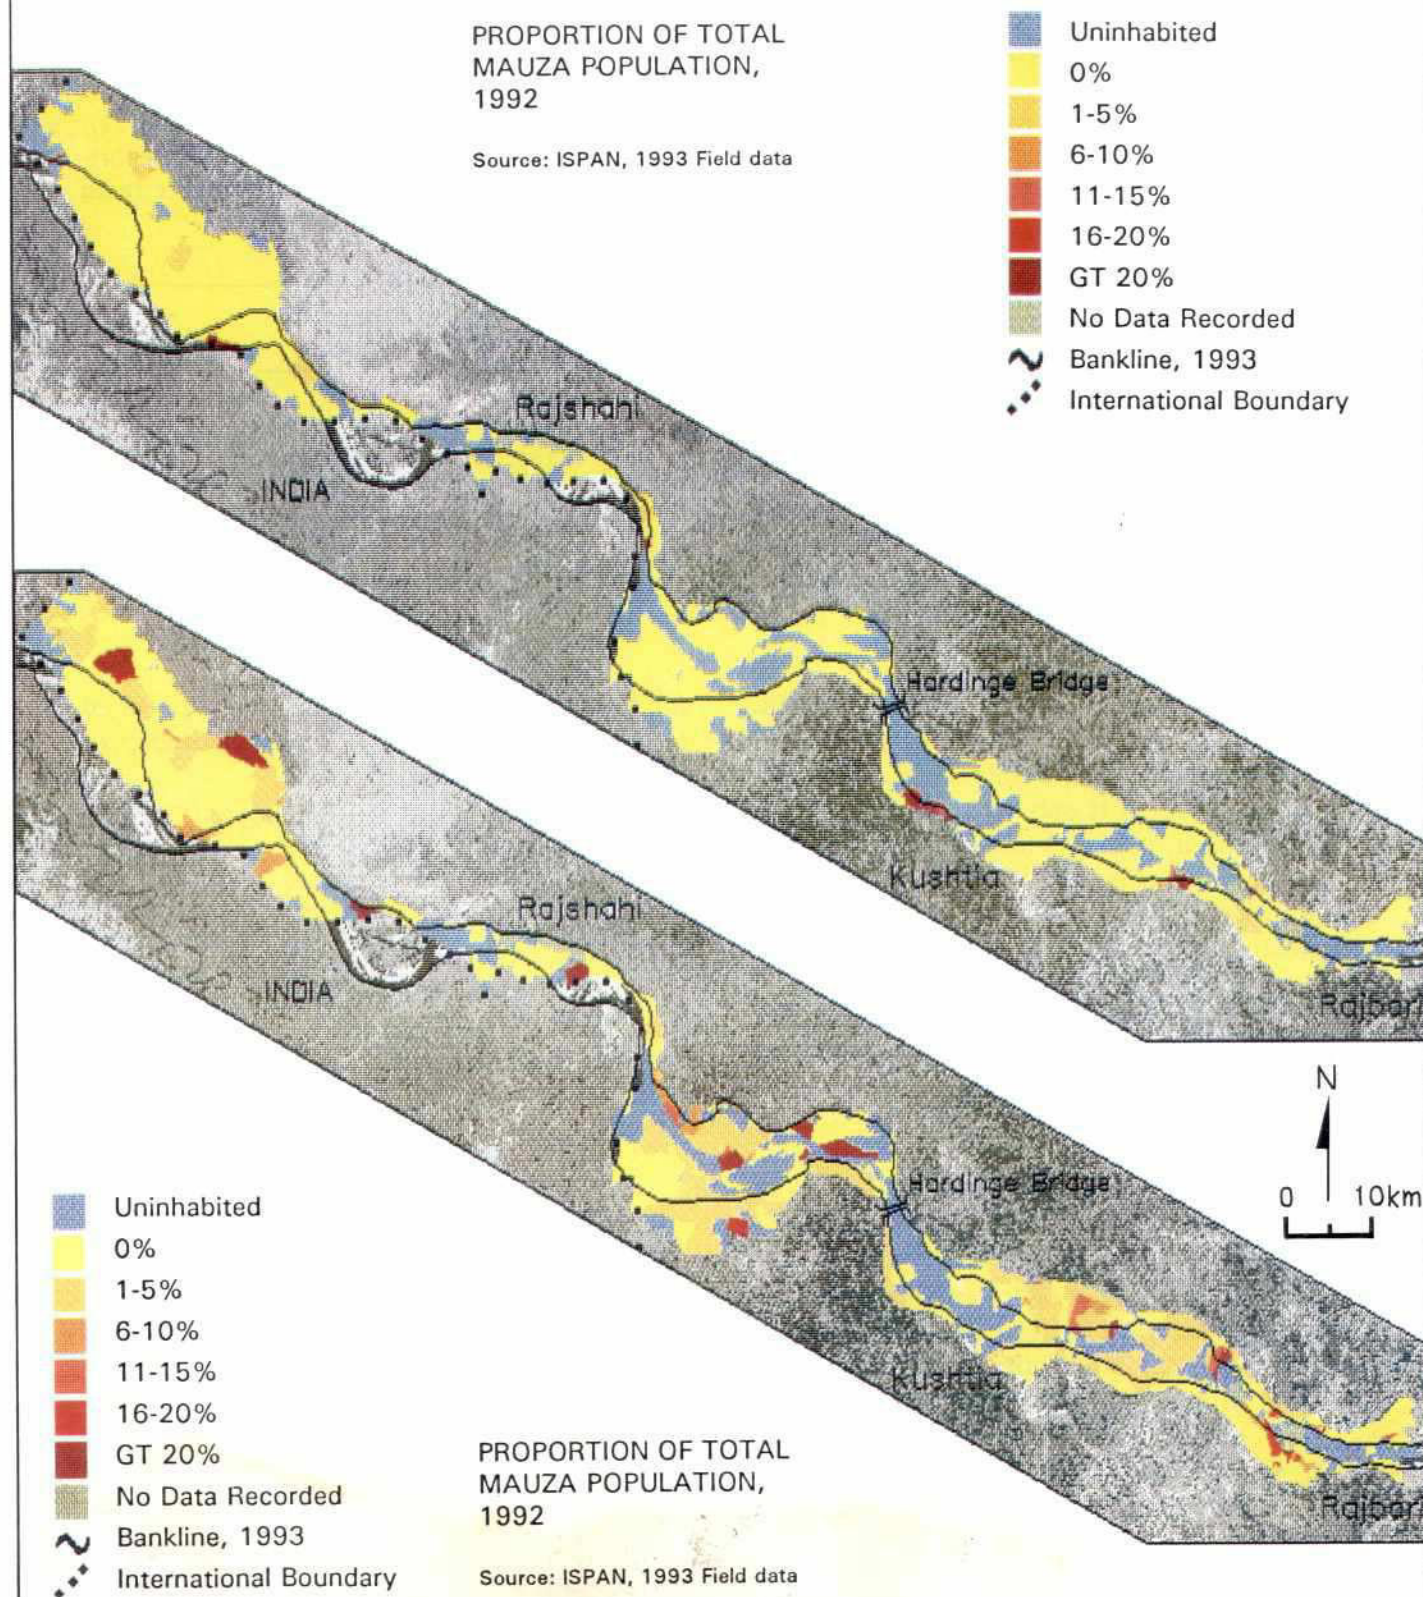 PROPORTION OF TOTAL
MAUZA POPULATION,
1992
Source: ISPAN, 1993 Field data
Uninhabited
0%
1-5%
6-10%
11-15%
16-20%
GT 20%
No Data Recorded
Bankline, 1993
International Boundary
Rajshahi
INDIA
Hardinge Bridge
Kushtia
Rajbar
N
0 10km
Rajshahi
INDIA
Hardinge Bridge
Kushtia
Rajbar
Uninhabited
0%
1-5%
6-10%
11-15%
16-20%
GT 20%
No Data Recorded
Bankline, 1993
International Boundary
PROPORTION OF TOTAL
MAUZA POPULATION,
1992
Source: ISPAN, 1993 Field data